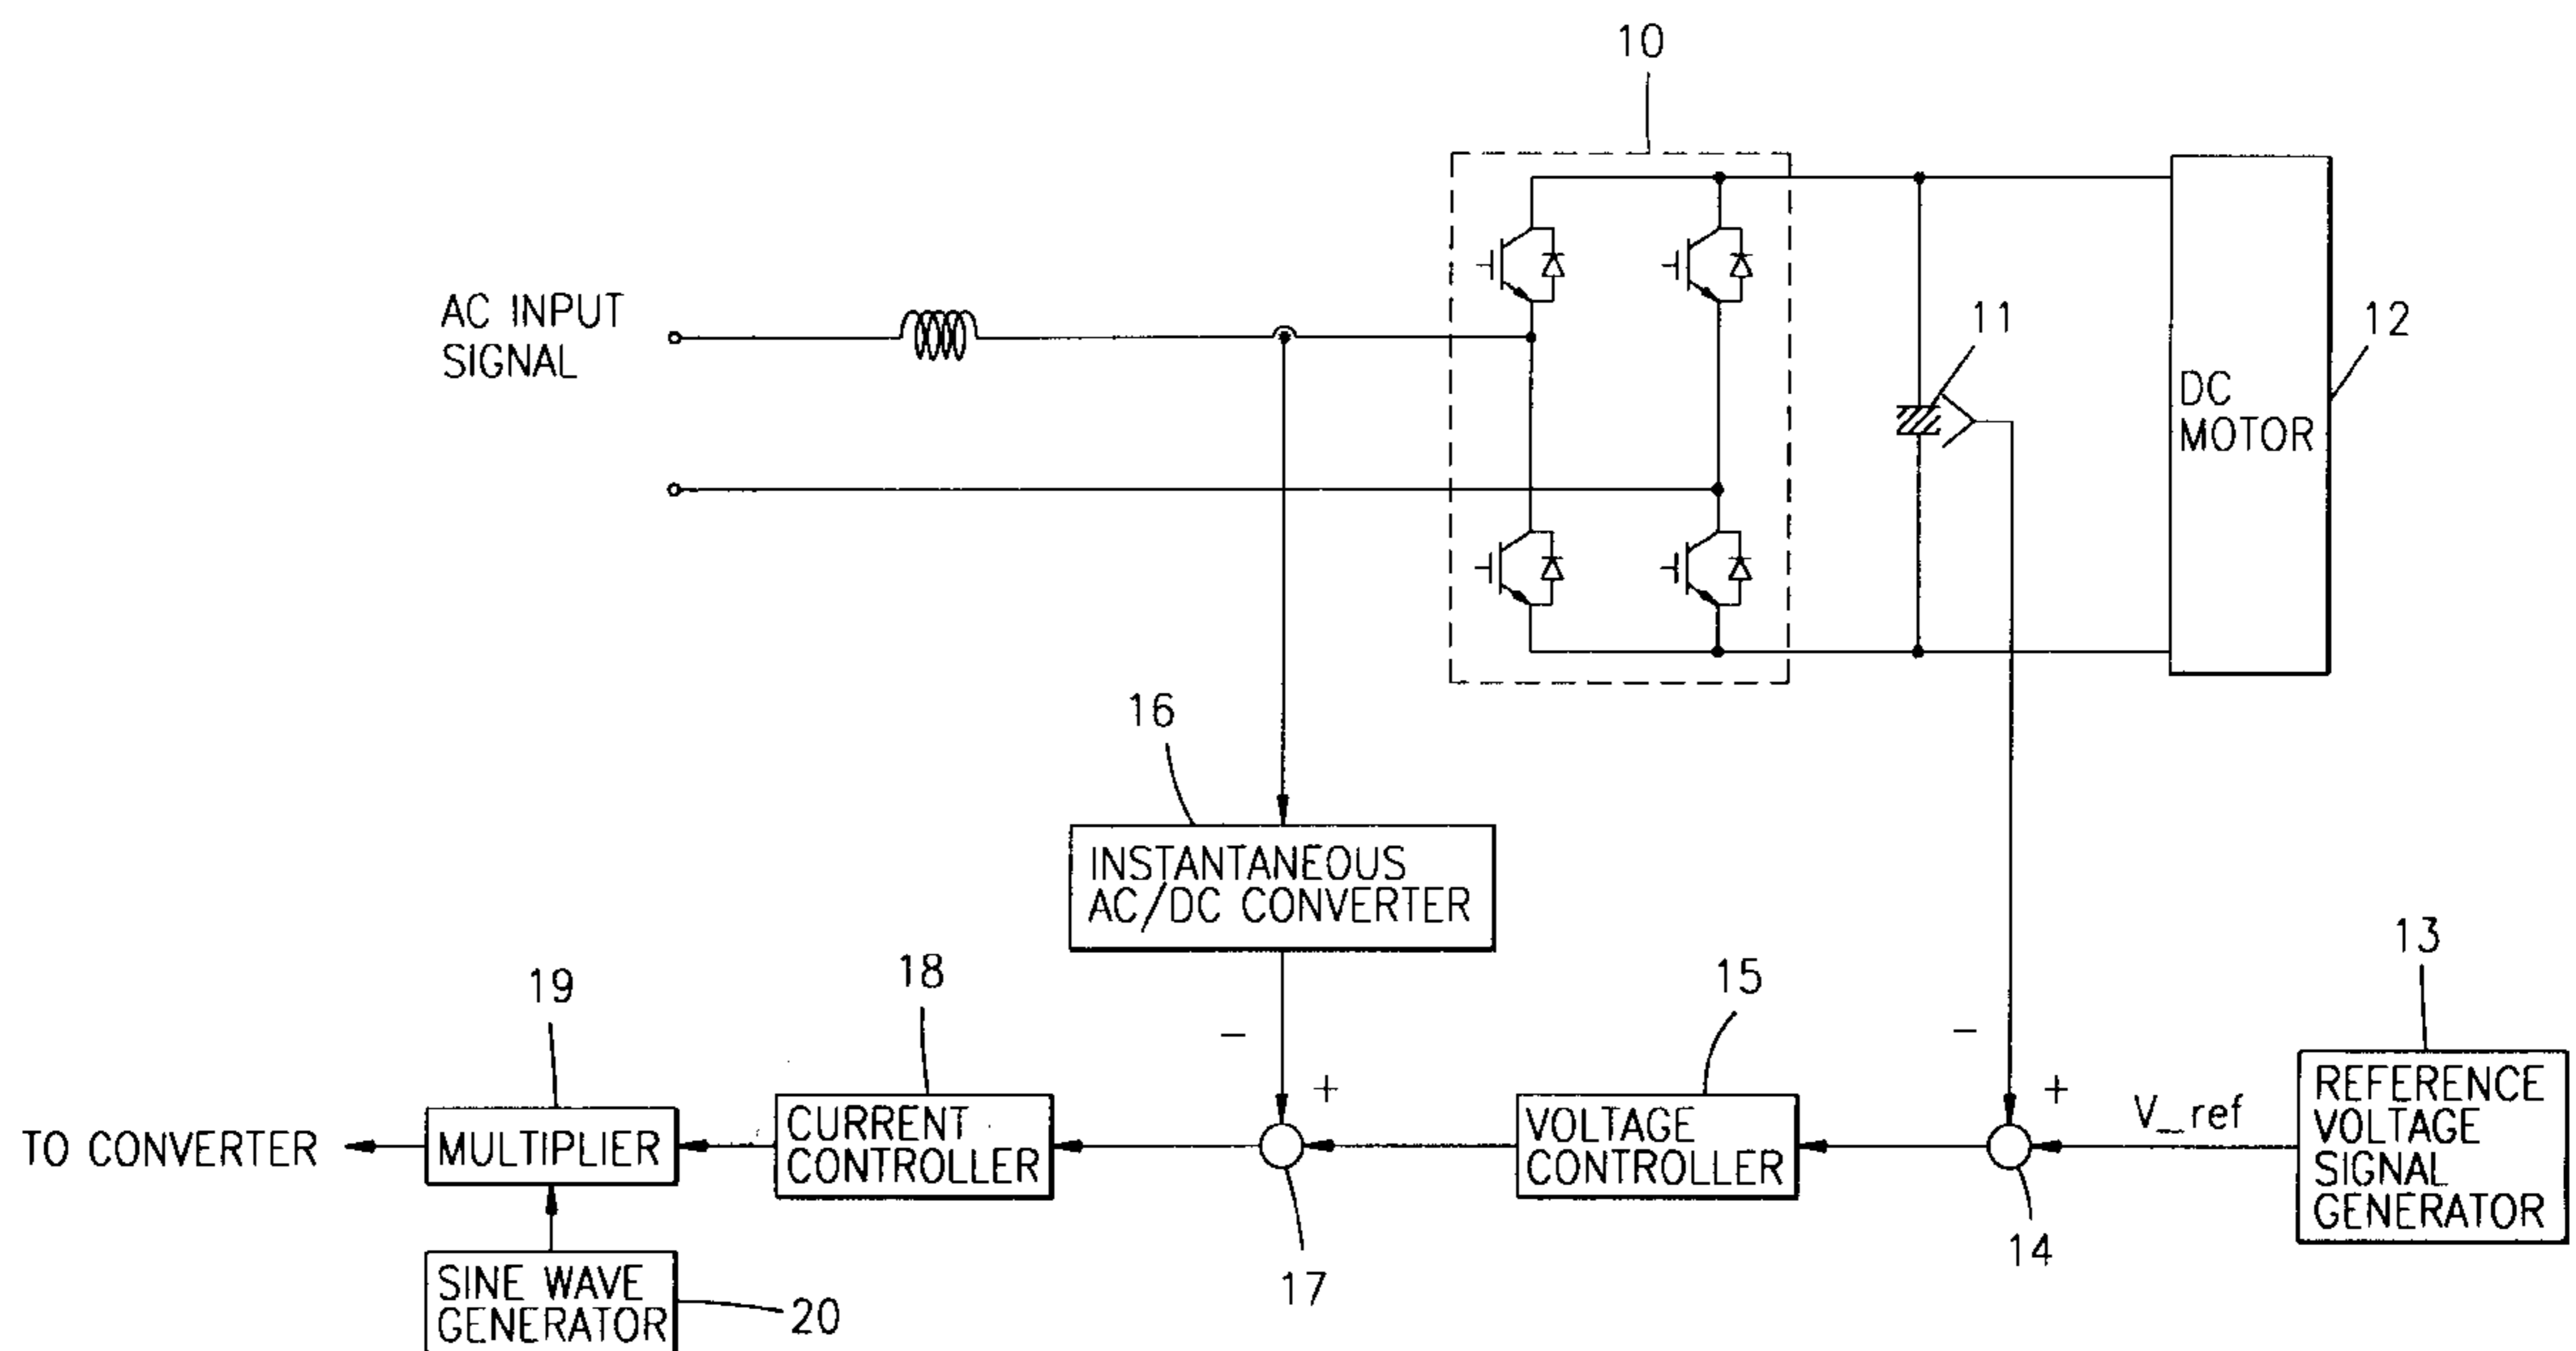 10
AC INPUT
SIGNAL
11
12
DC
MOTOR
16
INSTANTANEOUS
AC/DC CONVERTER
13
19
18
15
−
−
+
+
V_ref
REFERENCE
VOLTAGE
SIGNAL
GENERATOR
TO CONVERTER
MULTIPLIER
CURRENT
CONTROLLER
VOLTAGE
CONTROLLER
14
17
SINE WAVE
GENERATOR
20